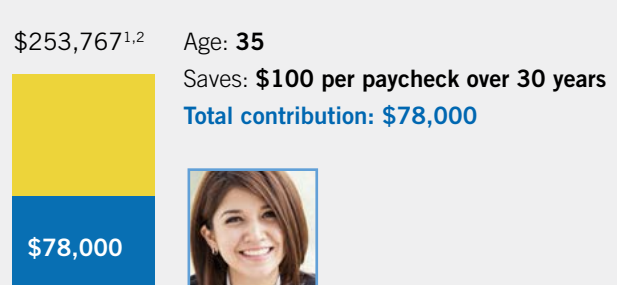 $253,767¹,²
Age: 35
Saves: $100 per paycheck over 30 years
Total contribution: $78,000
$78,000